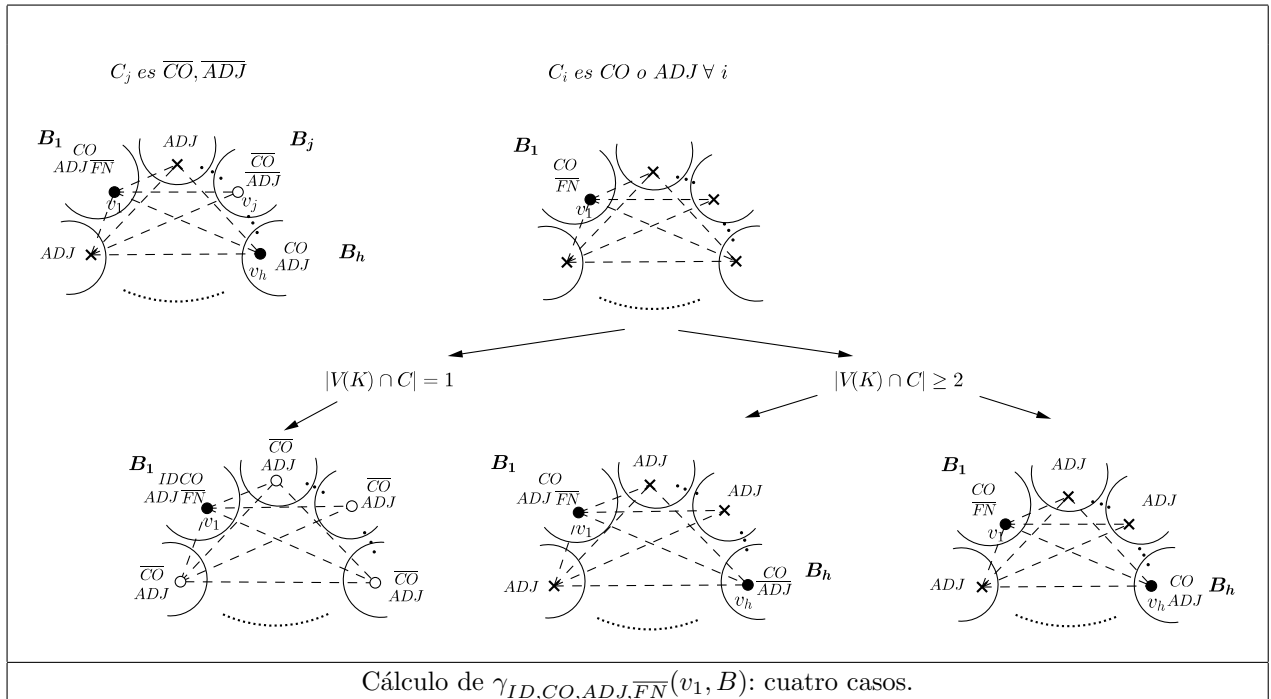 $C_j$ es $\overline{CO}, \overline{ADJ}$
$C_i$ es CO o ADJ ∀ i
$B_1$
CO
ADJ $\overline{FN}$
$v_1$
ADJ
$B_j$
$\overline{CO}$
$\overline{ADJ}$
$v_j$
ADJ
CO
ADJ
$v_h$
$B_h$
$B_1$
CO
$\overline{FN}$
$v_1$
$|V(K) \cap C| = 1$
$|V(K) \cap C| \geq 2$
$B_1$
IDCO
ADJ $\overline{FN}$
$v_1$
$\overline{CO}$
ADJ
$\overline{CO}$
ADJ
$\overline{CO}$
ADJ
$\overline{CO}$
ADJ
$B_1$
CO
ADJ $\overline{FN}$
$v_1$
ADJ
ADJ
ADJ
CO
$\overline{ADJ}$
$v_h$
$B_h$
$B_1$
CO
$\overline{FN}$
$v_1$
ADJ
ADJ
ADJ
CO
$v_h$ ADJ
$B_h$
Cálculo de $\gamma_{ID,CO,ADJ,\overline{FN}}(v_1, B)$: cuatro casos.